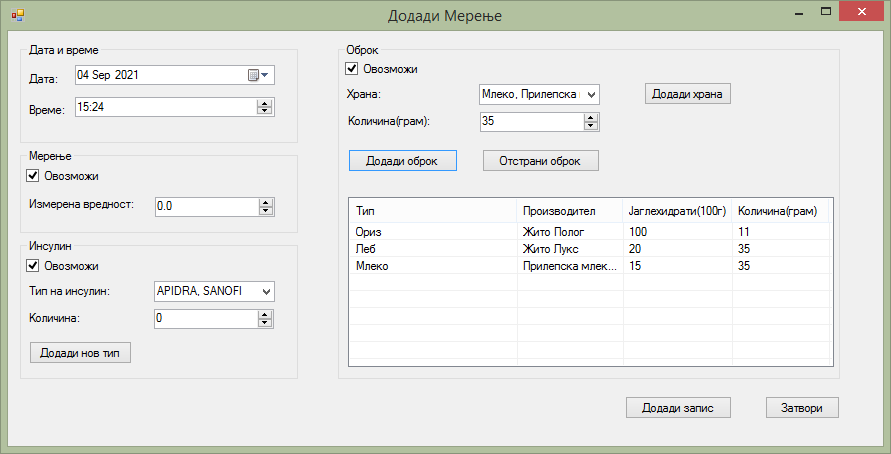 Додади Мерење
Дата и време
Дата: 04 Sep 2021
Време: 15:24
Мерење
Овозможи
Измерена вредност: 0.0
Инсулин
Овозможи
Тип на инсулин: APIDRA, SANOFI
Количина: 0
Додади нов тип
Оброк
Овозможи
Храна: Млеко, Прилепска Додади храна
Количина(грам): 35
Додади оброк Отстрани оброк
Тип Производител Јаглехидрати(100г) Количина(грам)
Ориз Жито Полог 100 11
Леб Жито Лукс 20 35
Млеко Прилепска млек... 15 35
Додади запис Затвори